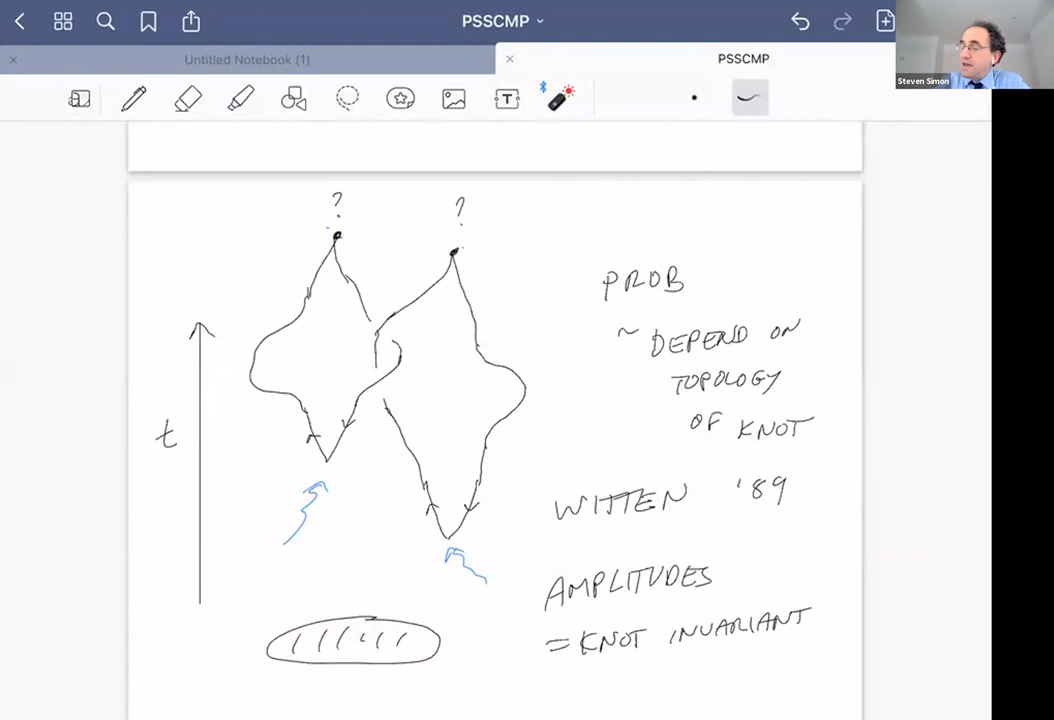 PSSCMP
Untitled Notebook (1)
PSSCMP
Steven Simon
T
?
?
t
PROB
~ DEPEND ON
TOPOLOGY
OF KNOT
WITTEN '89
AMPLITUDES
= KNOT INVARIANT